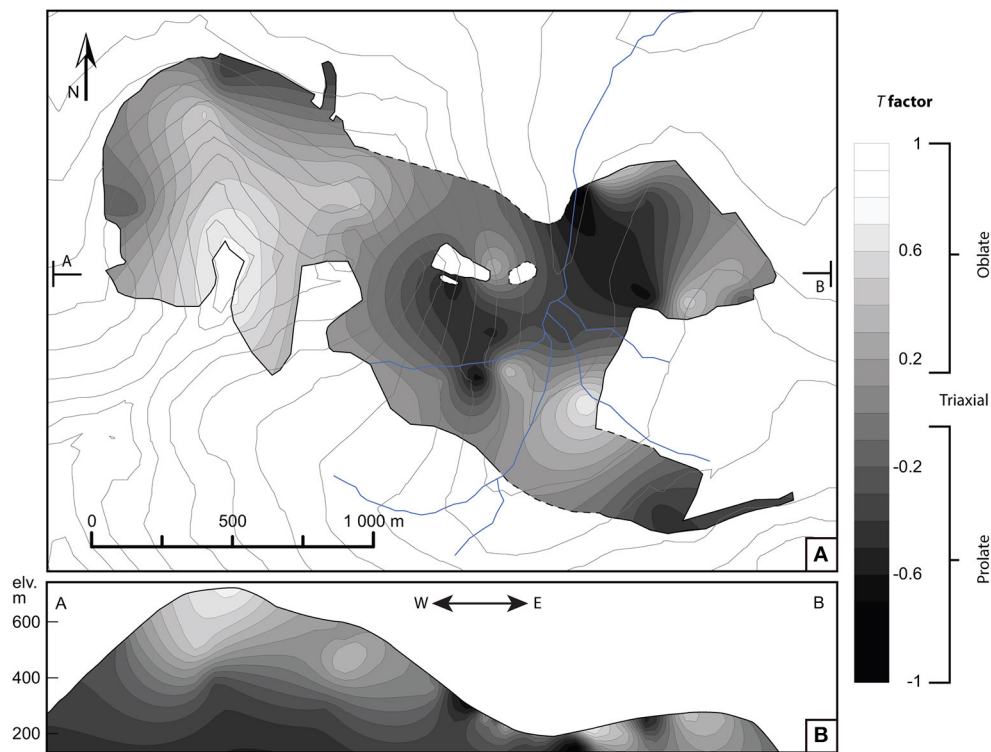 N
A
B
0 500 1 000 m
A
elv.
m
A
W E
B
600
400
200
B
T factor
1
0.6
0.2
-0.2
-0.6
-1
Oblate
Triaxial
Prolate